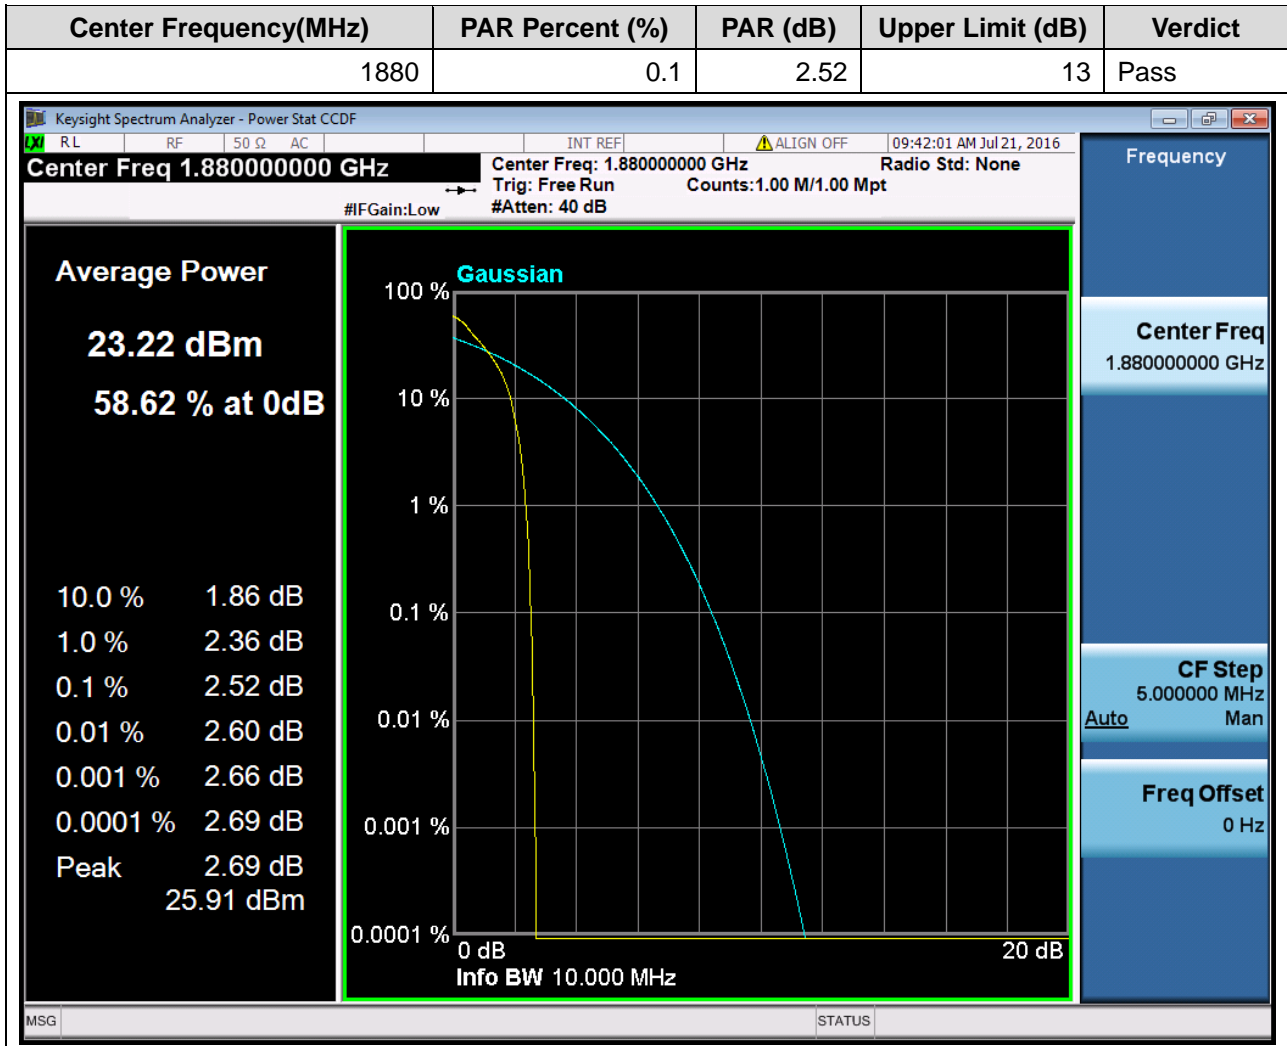 Center Frequency(MHz) PAR Percent (%) PAR (dB) Upper Limit (dB) Verdict
1880 0.1 2.52 13 Pass
Keysight Spectrum Analyzer - Power Stat CCDF
LXI RL RF 50 Ω AC INT REF ALIGN OFF 09:42:01 AM Jul 21, 2016
Center Freq 1.880000000 GHz
#IFGain:Low
Center Freq: 1.880000000 GHz Radio Std: None
Trig: Free Run Counts:1.00 M/1.00 Mpt
#Atten: 40 dB
Average Power
23.22 dBm
58.62 % at 0dB
10.0 % 1.86 dB
1.0 % 2.36 dB
0.1 % 2.52 dB
0.01 % 2.60 dB
0.001 % 2.66 dB
0.0001 % 2.69 dB
Peak 2.69 dB
25.91 dBm
Gaussian
100 %
10 %
1 %
0.1 %
0.01 %
0.001 %
0.0001 %
0 dB 20 dB
Info BW 10.000 MHz
Frequency
Center Freq
1.880000000 GHz
CF Step
5.000000 MHz
Auto Man
Freq Offset
0 Hz
MSG STATUS